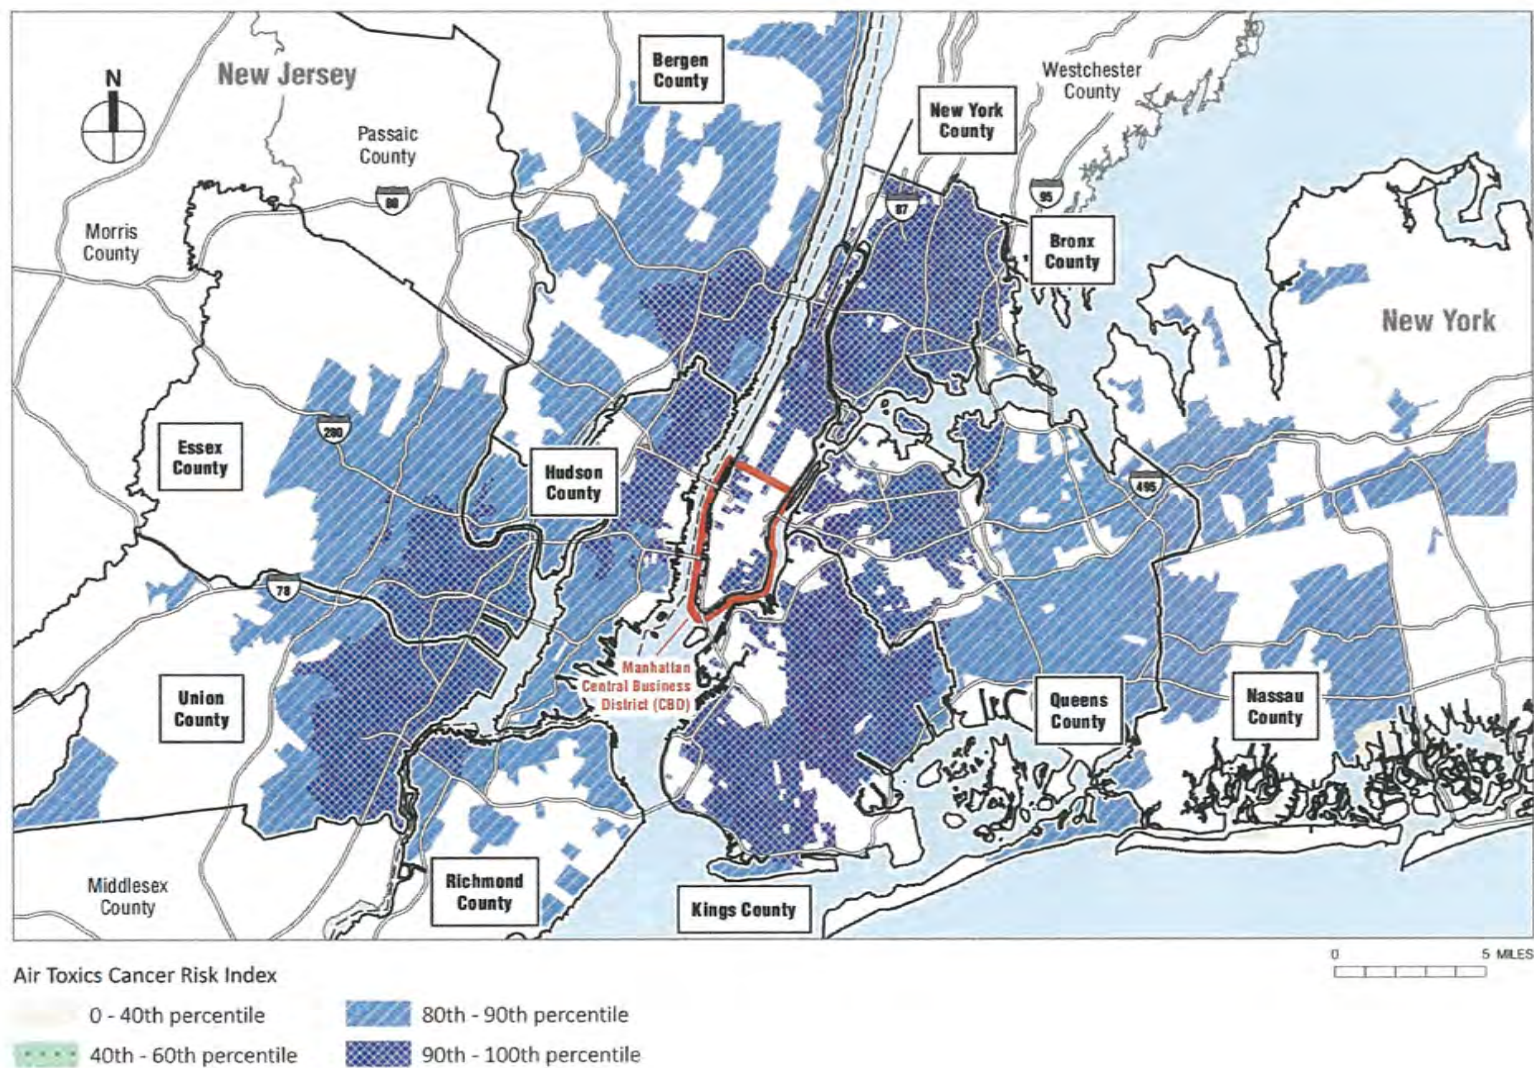 N
New Jersey
Bergen
County
Westchester
County
New York
County
Passaic
County
80
87
95
Morris
County
Bronx
County
New York
280
Essex
County
Hudson
County
495
78
Manhattan
Central Business
District (CBD)
Union
County
Queens
County
Nassau
County
Middlesex
County
Richmond
County
Kings County
0
5 MILES
Air Toxics Cancer Risk Index
0 - 40th percentile
80th - 90th percentile
40th - 60th percentile
90th - 100th percentile